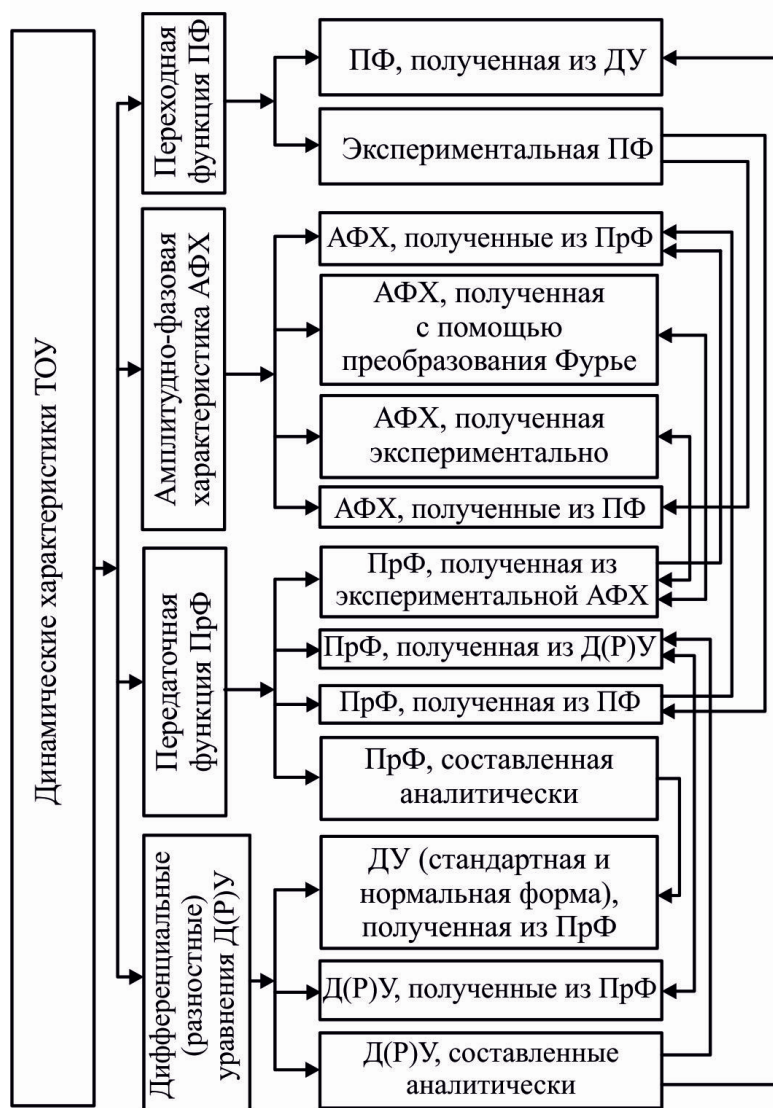 Динамические характеристики ТОУ
Переходная
функция ПФ
ПФ, полученная из ДУ
Экспериментальная ПФ
Амплитудно-фазовая
характеристика АФХ
АФХ, полученные из ПрФ
АФХ, полученная
с помощью
преобразования Фурье
АФХ, полученная
экспериментально
АФХ, полученные из ПФ
Передаточная
функция ПрФ
ПрФ, полученная из
экспериментальной АФХ
ПрФ, полученная из Д(Р)У
ПрФ, полученная из ПФ
ПрФ, составленная
аналитически
Дифференциальные
(разностные)
уравнения Д(Р)У
ДУ (стандартная и
нормальная форма),
полученная из ПрФ
Д(Р)У, полученные из ПрФ
Д(Р)У, составленные
аналитически